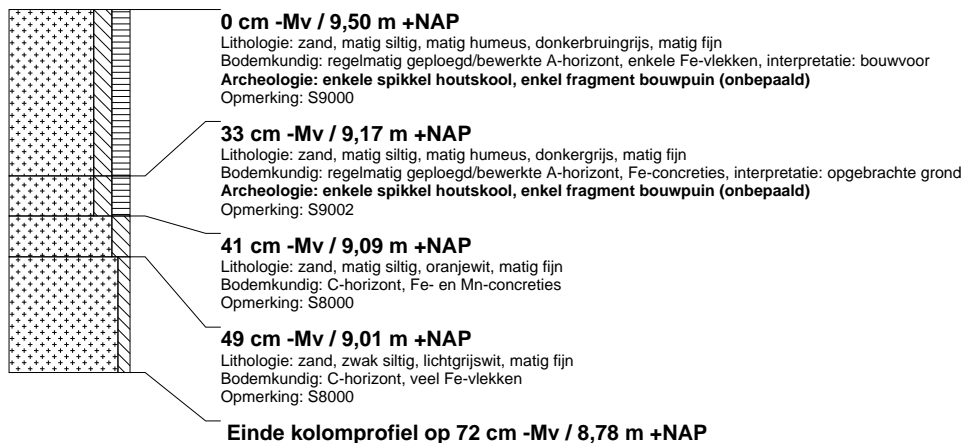 0 cm -Mv / 9,50 m +NAP
Lithologie: zand, matig siltig, matig humeus, donkerbruingrijs, matig fijn
Bodemkundig: regelmatig geploegd/bewerkte A-horizont, enkele Fe-vlekken, interpretatie: bouwvoor
Archeologie: enkele spikkel houtskool, enkel fragment bouwpuin (onbepaald)
Opmerking: S9000
33 cm -Mv / 9,17 m +NAP
Lithologie: zand, matig siltig, matig humeus, donkergrijs, matig fijn
Bodemkundig: regelmatig geploegd/bewerkte A-horizont, Fe-concreties, interpretatie: opgebrachte grond
Archeologie: enkele spikkel houtskool, enkel fragment bouwpuin (onbepaald)
Opmerking: S9002
41 cm -Mv / 9,09 m +NAP
Lithologie: zand, matig siltig, oranjewit, matig fijn
Bodemkundig: C-horizont, Fe- en Mn-concreties
Opmerking: S8000
49 cm -Mv / 9,01 m +NAP
Lithologie: zand, zwak siltig, lichtgrijswit, matig fijn
Bodemkundig: C-horizont, veel Fe-vlekken
Opmerking: S8000
Einde kolomprofiel op 72 cm -Mv / 8,78 m +NAP